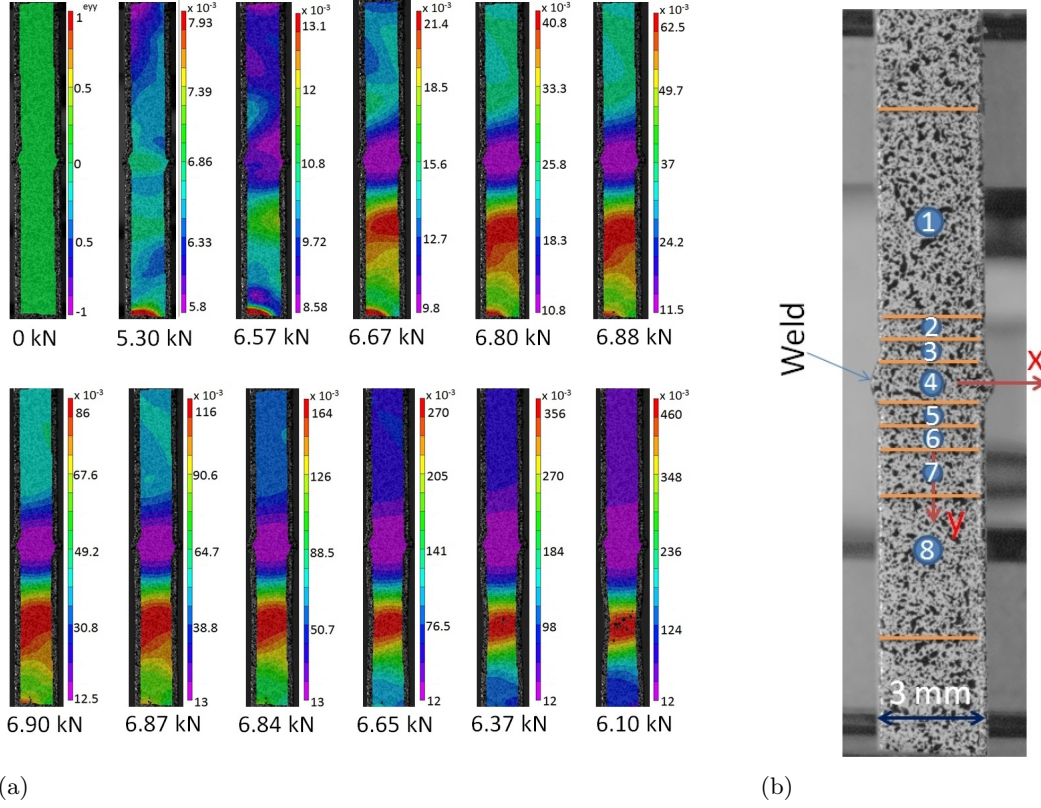 eyy
1
0.5
0
0.5
-1
0 kN
x 10⁻³
7.93
7.39
6.86
6.33
5.8
5.30 kN
x 10⁻³
13.1
12
10.8
9.72
8.58
6.57 kN
x 10⁻³
21.4
18.5
15.6
12.7
9.8
6.67 kN
x 10⁻³
40.8
33.3
25.8
18.3
10.8
6.80 kN
x 10⁻³
62.5
49.7
37
24.2
11.5
6.88 kN
x 10⁻³
86
67.6
49.2
30.8
12.5
6.90 kN
x 10⁻³
116
90.6
64.7
38.8
13
6.87 kN
x 10⁻³
164
126
88.5
50.7
13
6.84 kN
x 10⁻³
270
205
141
76.5
12
6.65 kN
x 10⁻³
356
270
184
98
12
6.37 kN
x 10⁻³
460
348
236
124
12
6.10 kN
(a)
1
2
3
4
5
6
7
8
Weld
x
y
3 mm
(b)